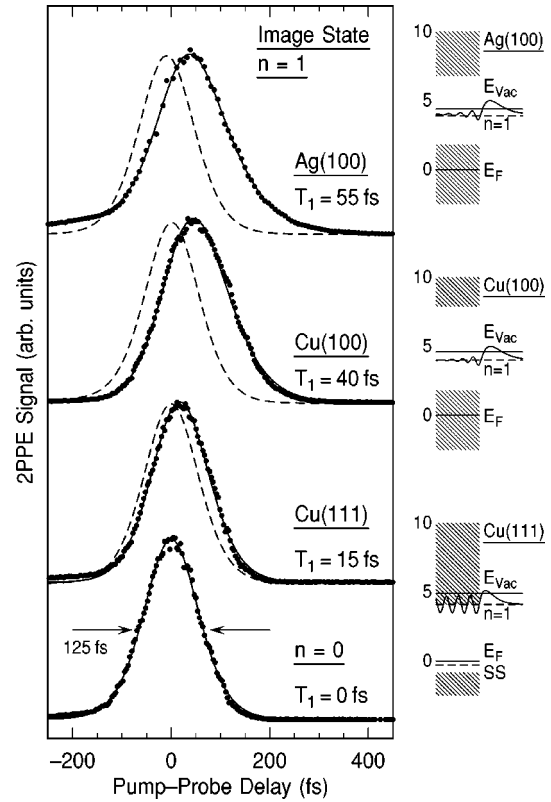 Image State
n = 1
Ag(100)
T1 = 55 fs
Cu(100)
T1 = 40 fs
Cu(111)
T1 = 15 fs
125 fs
n = 0
T1 = 0 fs
2PPE Signal (arb. units)
−200
0
200
400
Pump–Probe Delay (fs)
10
Ag(100)
EVac
5
n=1
0
EF
10
Cu(100)
EVac
5
n=1
0
EF
10
Cu(111)
EVac
5
n=1
0
EF
SS